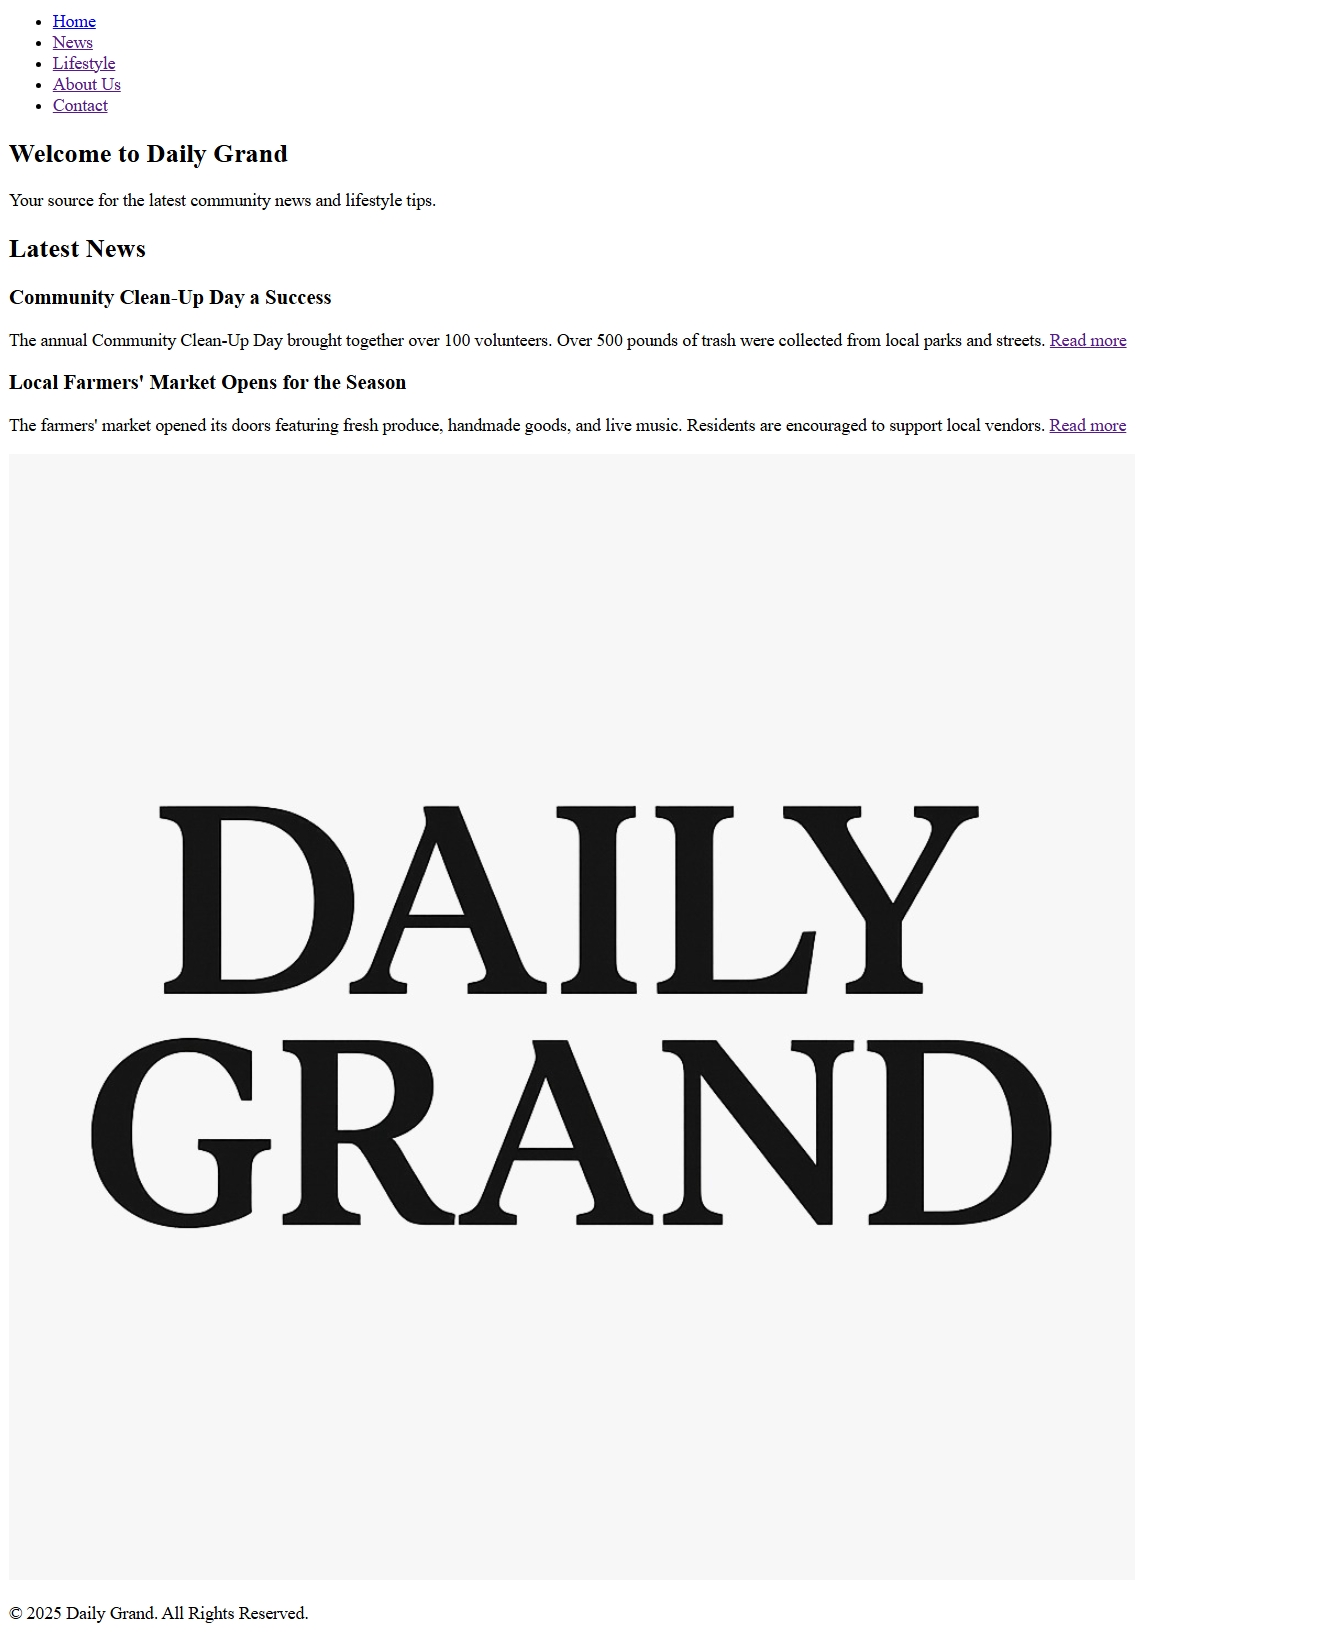 Home
News
Lifestyle
About Us
Contact
Welcome to Daily Grand
Your source for the latest community news and lifestyle tips.
Latest News
Community Clean-Up Day a Success
The annual Community Clean-Up Day brought together over 100 volunteers. Over 500 pounds of trash were collected from local parks and streets. Read more
Local Farmers' Market Opens for the Season
The farmers' market opened its doors featuring fresh produce, handmade goods, and live music. Residents are encouraged to support local vendors. Read more
DAILY
GRAND
© 2025 Daily Grand. All Rights Reserved.